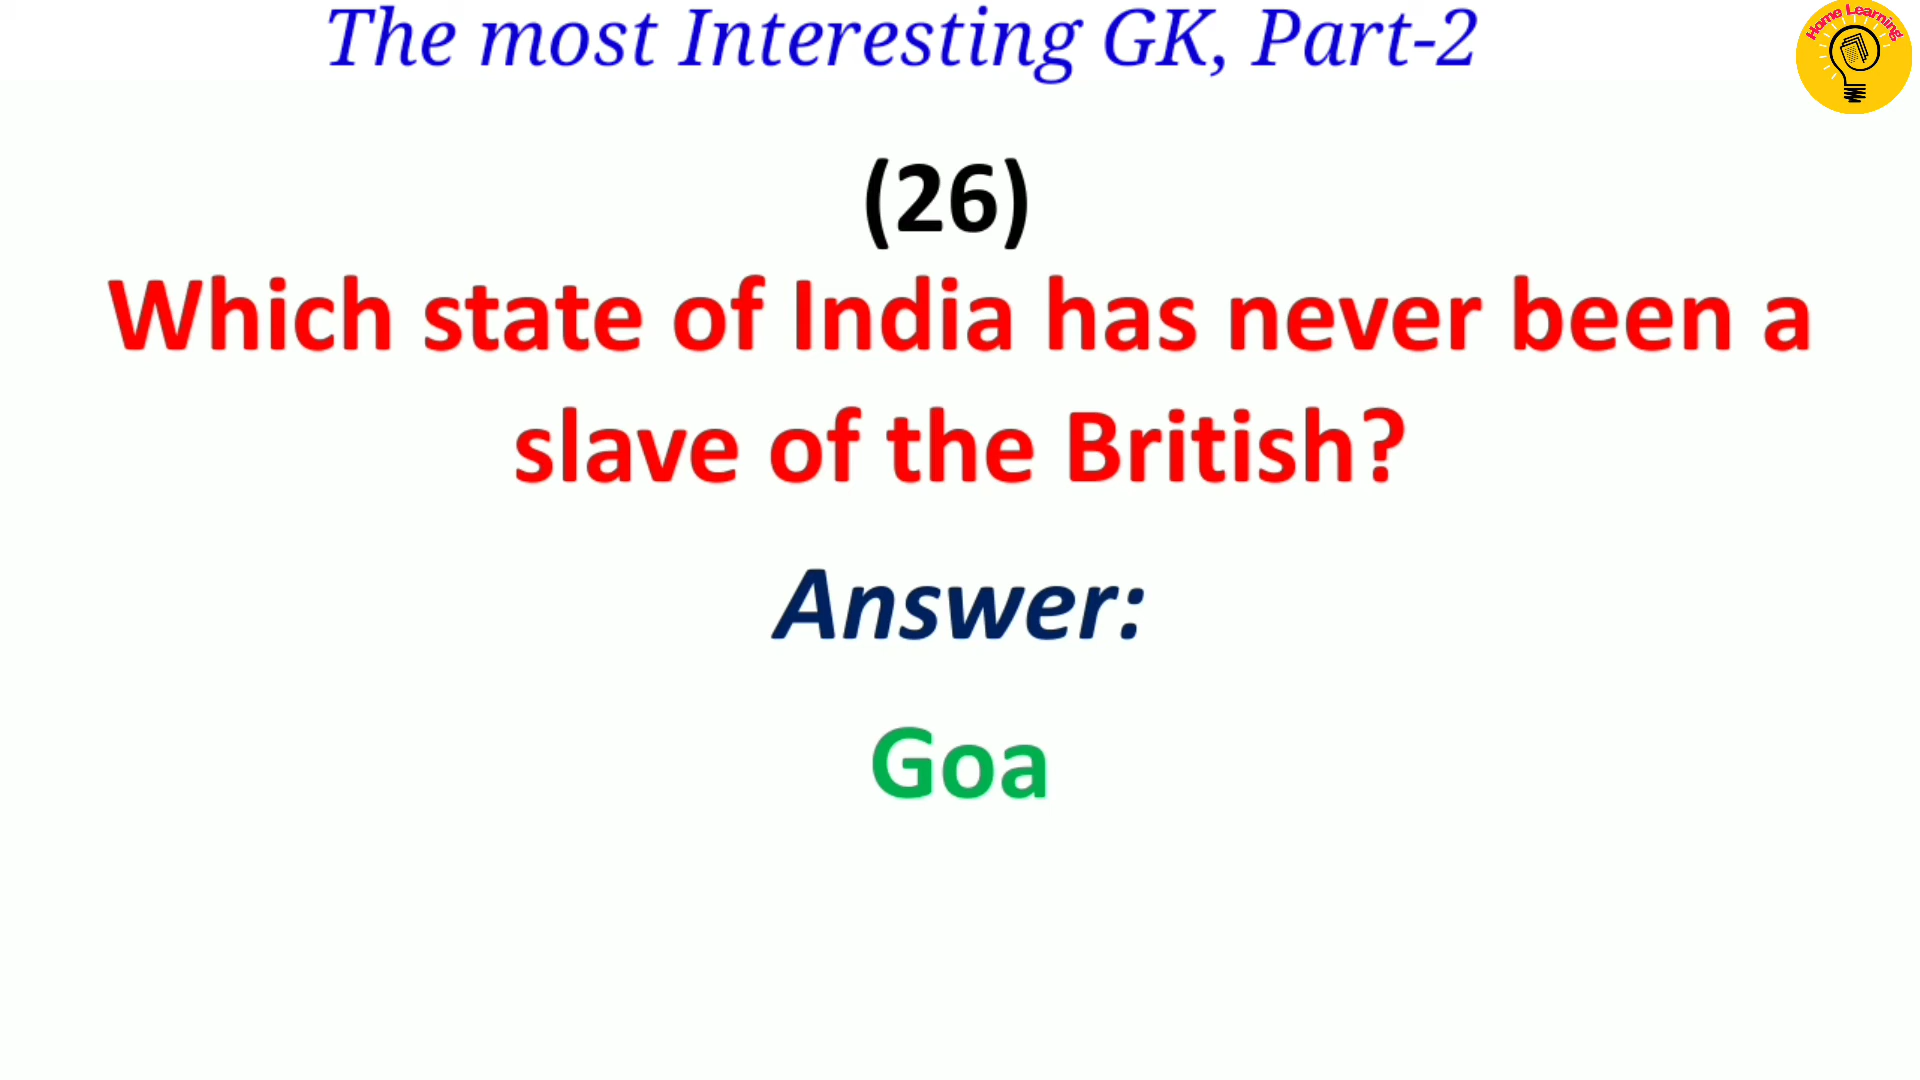 The most Interesting GK, Part-2
Home Learning
(26)
Which state of India has never been a
slave of the British?
Answer:
Goa